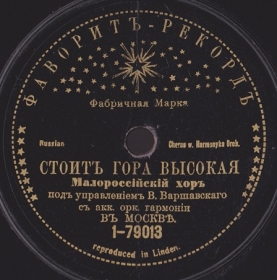 ФАВОРИТЪ-РЕКОРДЪ
Фабричная Марка
Russian
Chorus w. Harmonyka Orch.
СТОИТЪ ГОРА ВЫСОКАЯ
Малороссійскій хоръ
подъ управленіемъ В. Варшавскаго
съ акк. орк. гармоніи
ВЪ МОСКВѢ.
1-79013
reproduced in Linden.